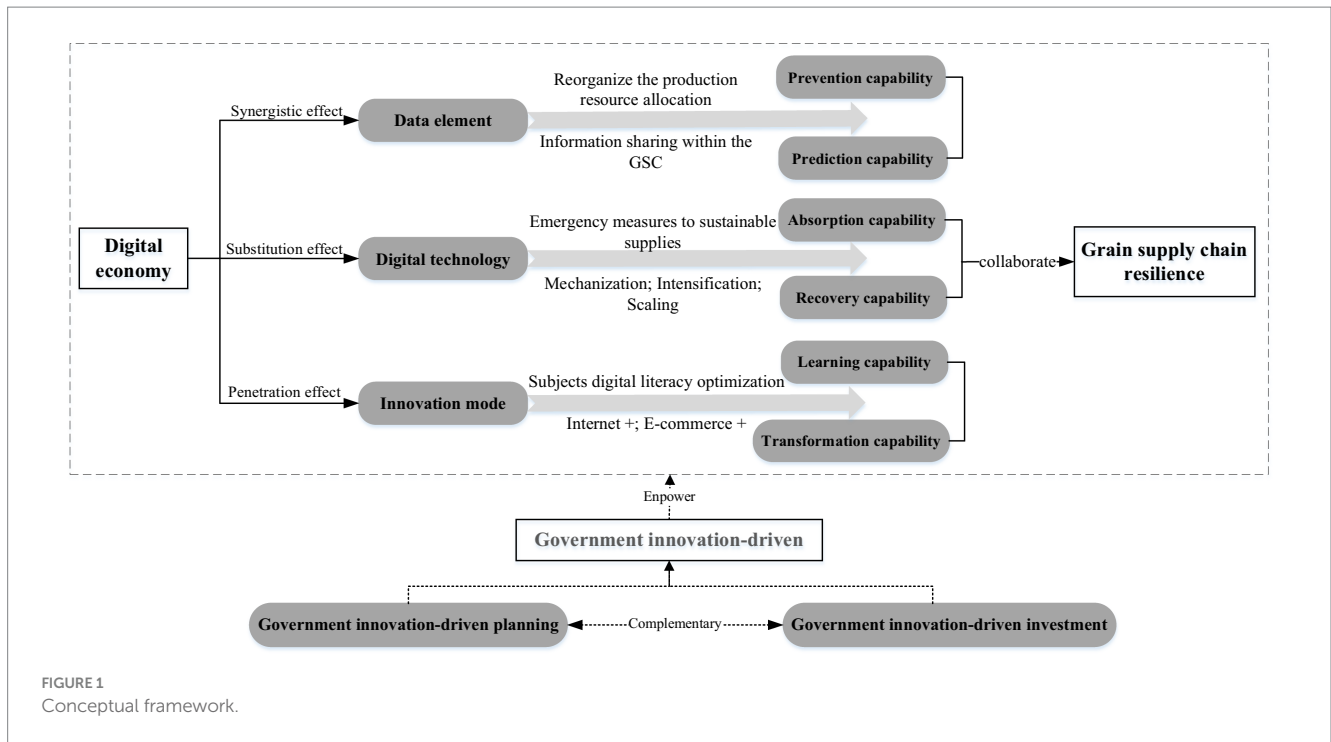 Reorganize the production
resource allocation
Prevention capability
Synergistic effect
Data element
Information sharing within the
GSC
Prediction capability
Emergency measures to sustainable
supplies
Absorption capability
Digital
economy
Substitution effect
Digital technology
collaborate
Grain supply chain
resilience
Mechanization; Intensification;
Scaling
Recovery capability
Subjects digital literacy optimization
Learning capability
Penetration effect
Innovation mode
Internet +; E-commerce +
Transformation capability
Enpower
Government innovation-driven
Government innovation-driven planning
Complementary
Government innovation-driven investment
FIGURE 1
Conceptual framework.